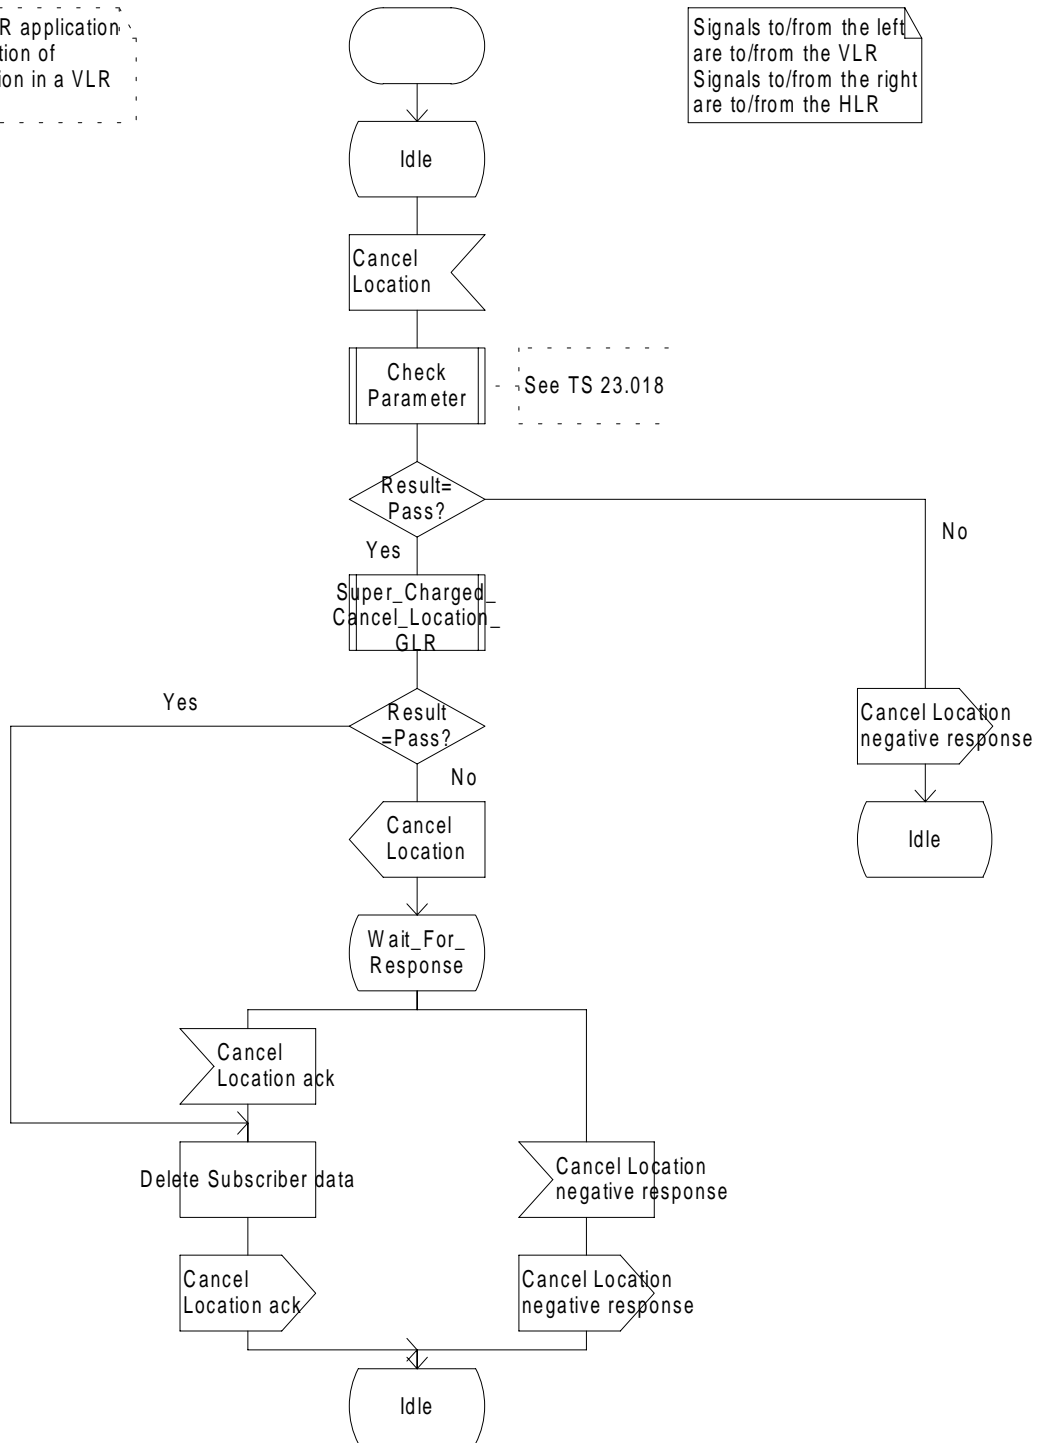 R application
tion of
ion in a VLR
Signals to/from the left
are to/from the VLR
Signals to/from the right
are to/from the HLR
Idle
Cancel
Location
Check
Parameter
See TS 23.018
Result=
Pass?
No
Yes
Super_Charged_
Cancel_Location_
GLR
Yes
Result
=Pass?
No
Cancel Location
negative response
Cancel
Location
Idle
Wait_For_
Response
Cancel
Location ack
Delete Subscriber data
Cancel Location
negative response
Cancel
Location ack
Cancel Location
negative response
Idle